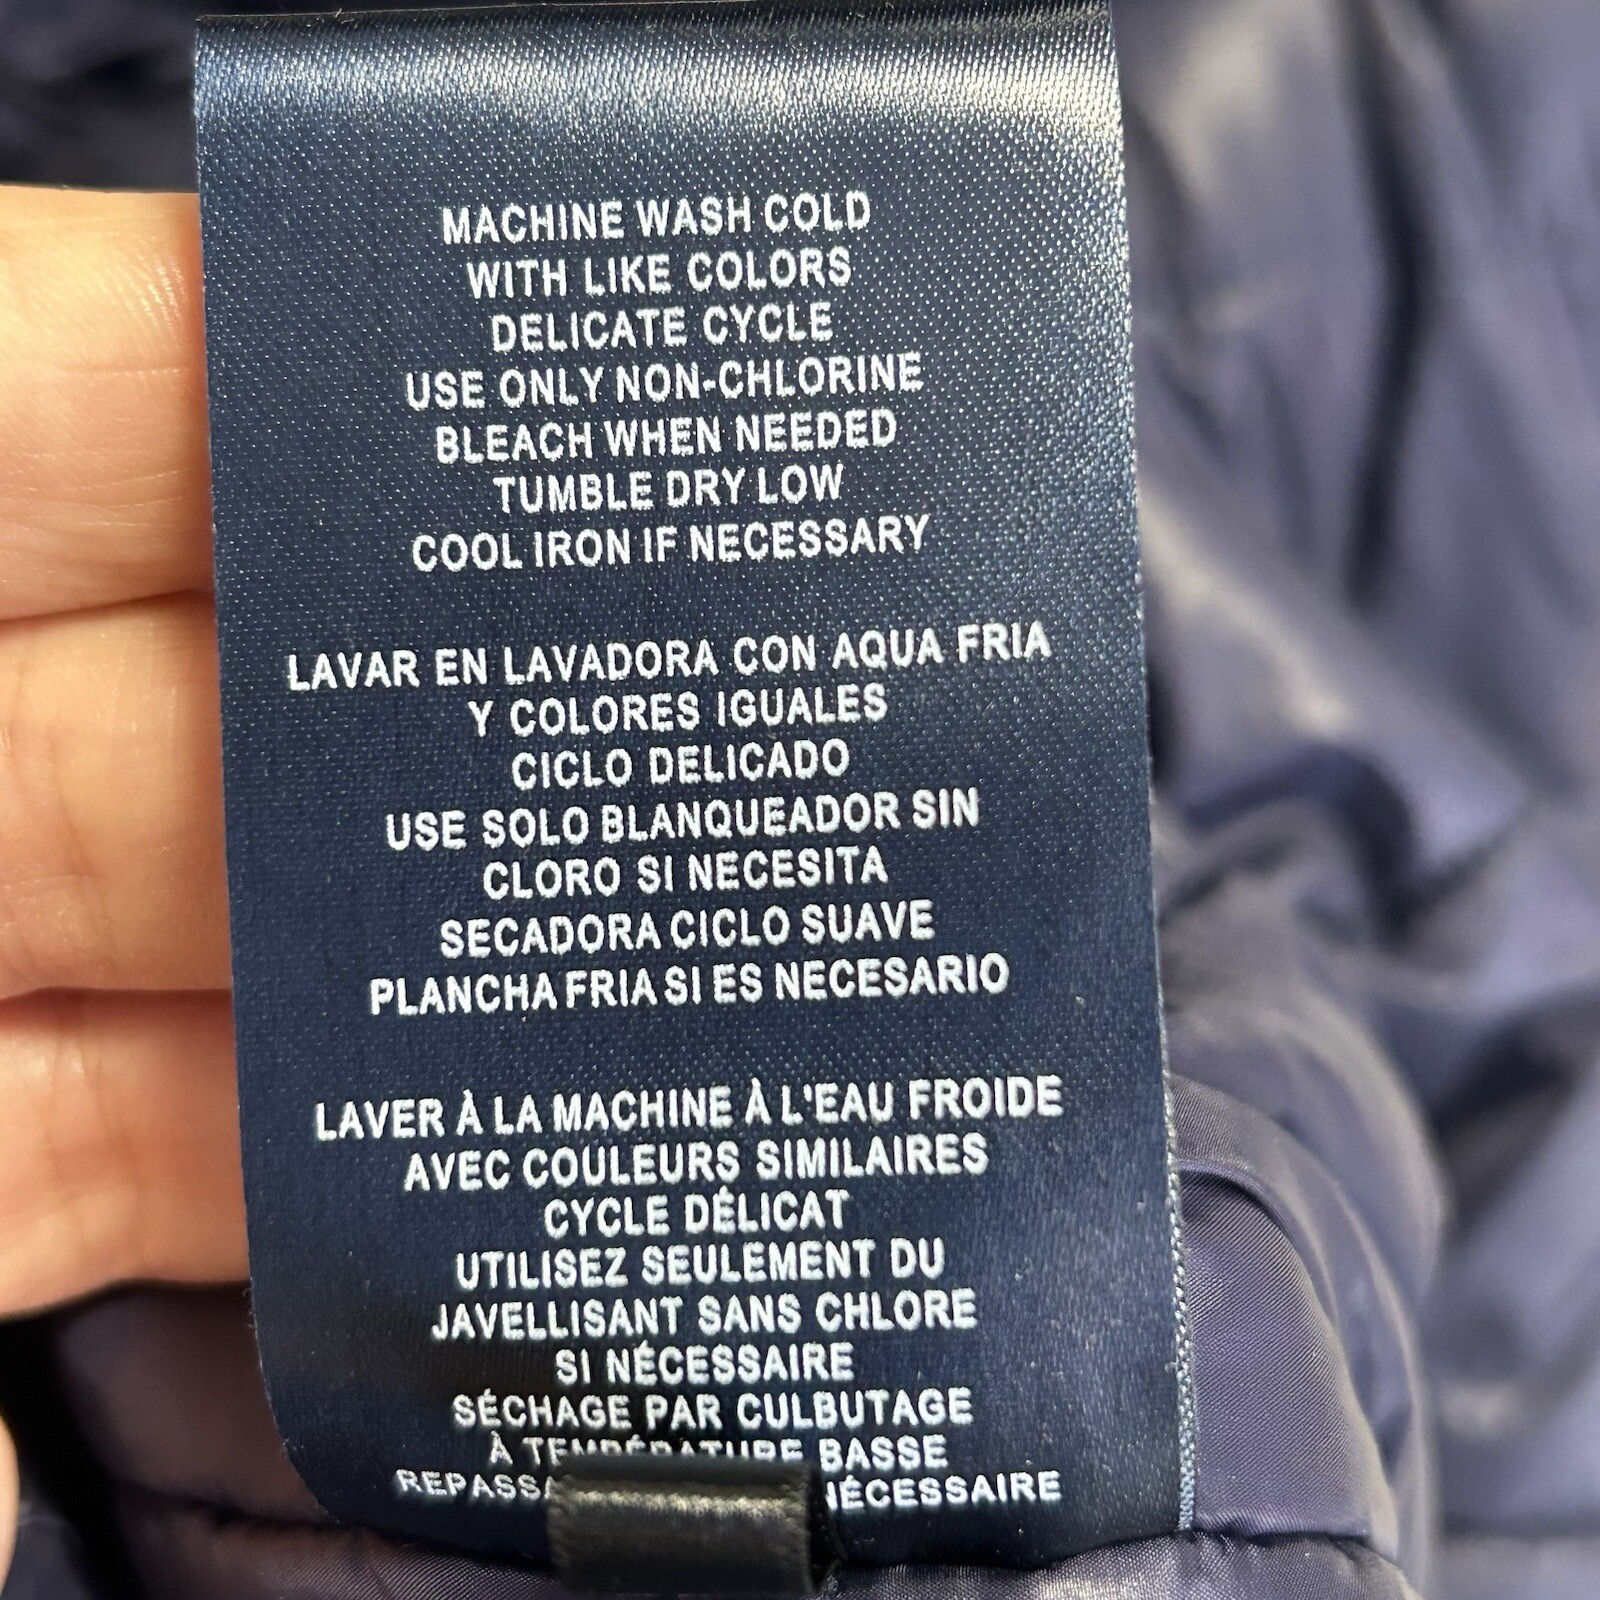 MACHINE WASH COLD
WITH LIKE COLORS
DELICATE CYCLE
USE ONLY NON-CHLORINE
BLEACH WHEN NEEDED
TUMBLE DRY LOW
COOL IRON IF NECESSARY
LAVAR EN LAVADORA CON AQUA FRIA
Y COLORES IGUALES
CICLO DELICADO
USE SOLO BLANQUEADOR SIN
CLORO SI NECESITA
SECADORA CICLO SUAVE
PLANCHA FRIA SI ES NECESARIO
LAVER À LA MACHINE À L'EAU FROIDE
AVEC COULEURS SIMILAIRES
CYCLE DÉLICAT
UTILISEZ SEULEMENT DU
JAVELLISANT SANS CHLORE
SI NÉCESSAIRE
SÉCHAGE PAR CULBUTAGE
À TEMPÉRATURE BASSE
NÉCESSAIRE